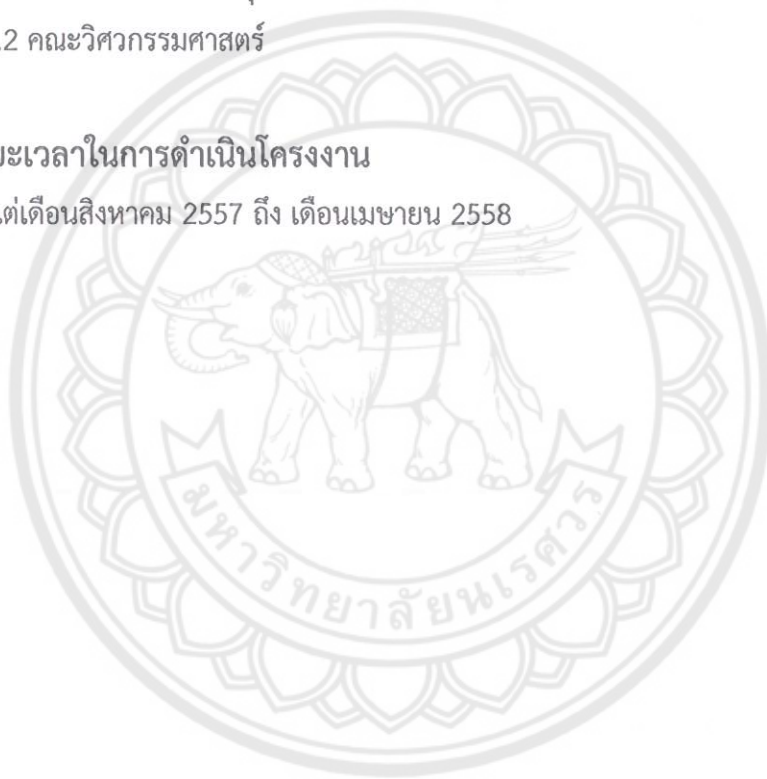 .2 คณะวิศวกรรมศาสตร์
ยะเวลาในการดำเนินโครงงาน
แต่เดือนสิงหาคม 2557 ถึง เดือนเมษายน 2558
มหาวิทยาลัยนเรศวร